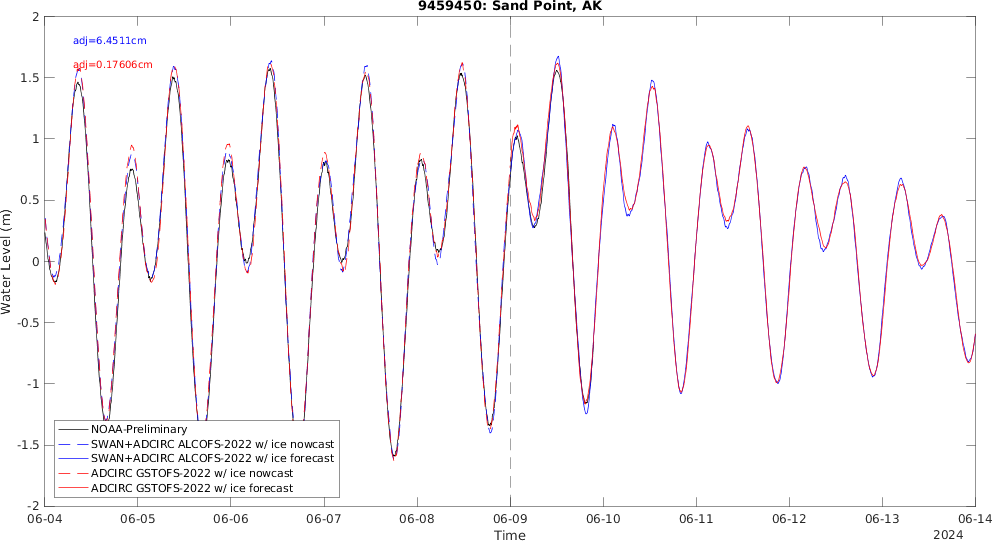 9459450: Sand Point, AK
2
1.5
1
0.5
0
-0.5
-1
-1.5
-2
Water Level (m)
adj=6.4511cm
adj=0.17606cm
NOAA-Preliminary
SWAN+ADCIRC ALCOFS-2022 w/ ice nowcast
SWAN+ADCIRC ALCOFS-2022 w/ ice forecast
ADCIRC GSTOFS-2022 w/ ice nowcast
ADCIRC GSTOFS-2022 w/ ice forecast
06-04 06-05 06-06 06-07 06-08 06-09 06-10 06-11 06-12 06-13 06-14
Time
2024